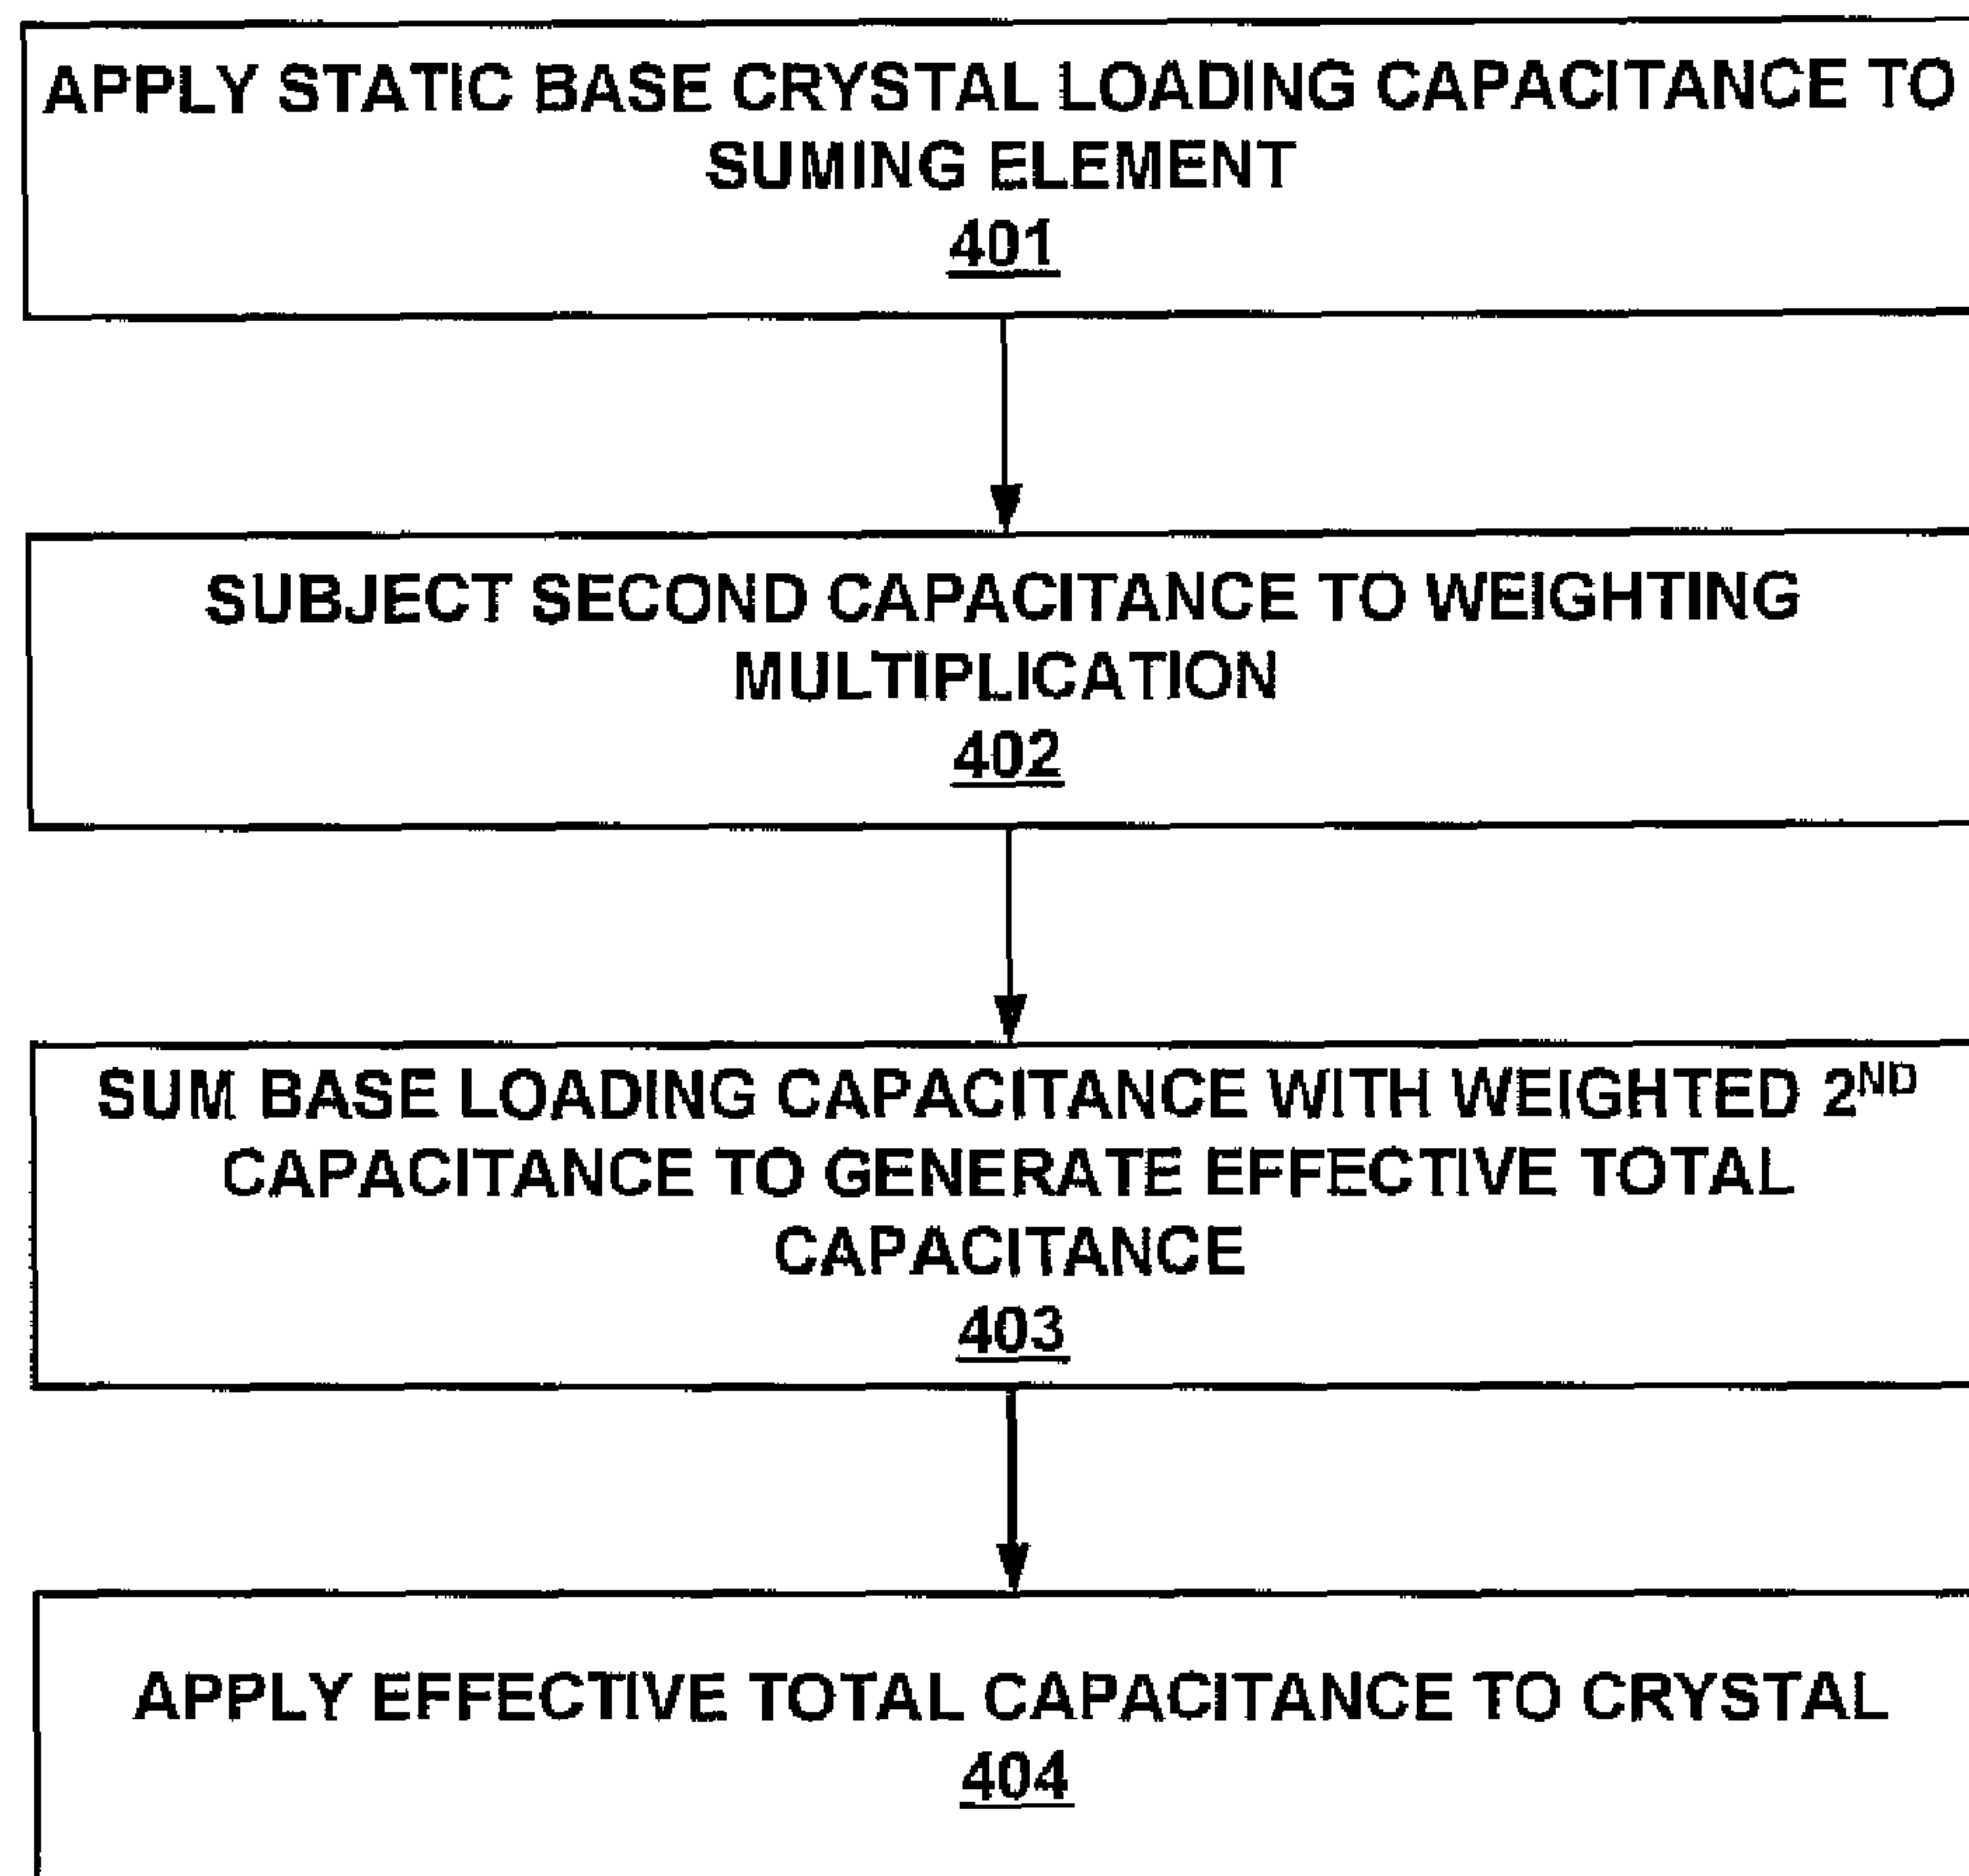 APPLY STATIC BASE CRYSTAL LOADING CAPACITANCE TO
SUMING ELEMENT
401
SUBJECT SECOND CAPACITANCE TO WEIGHTING
MULTIPLICATION
402
SUM BASE LOADING CAPACITANCE WITH WEIGHTED 2ND
CAPACITANCE TO GENERATE EFFECTIVE TOTAL
CAPACITANCE
403
APPLY EFFECTIVE TOTAL CAPACITANCE TO CRYSTAL
404